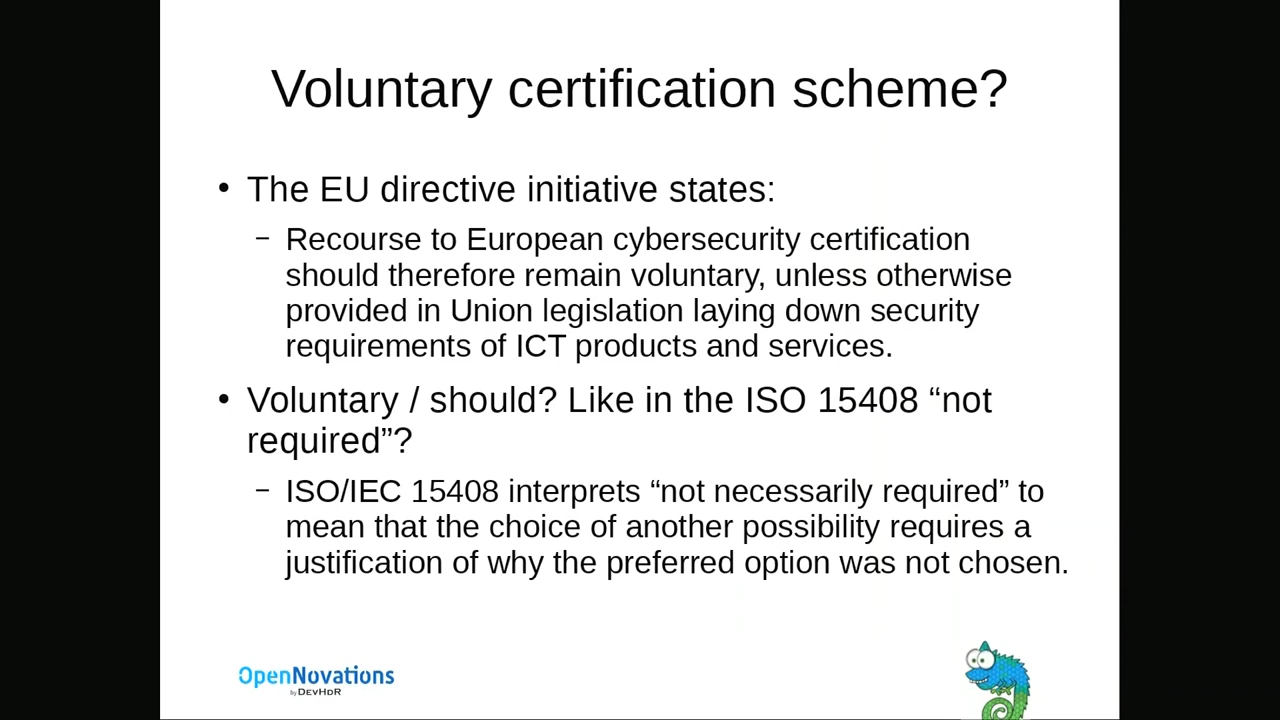 Voluntary certification scheme?
• The EU directive initiative states:
– Recourse to European cybersecurity certification
should therefore remain voluntary, unless otherwise
provided in Union legislation laying down security
requirements of ICT products and services.
• Voluntary / should? Like in the ISO 15408 “not
required”?
– ISO/IEC 15408 interprets “not necessarily required” to
mean that the choice of another possibility requires a
justification of why the preferred option was not chosen.
OpenNovations
by DevHdR